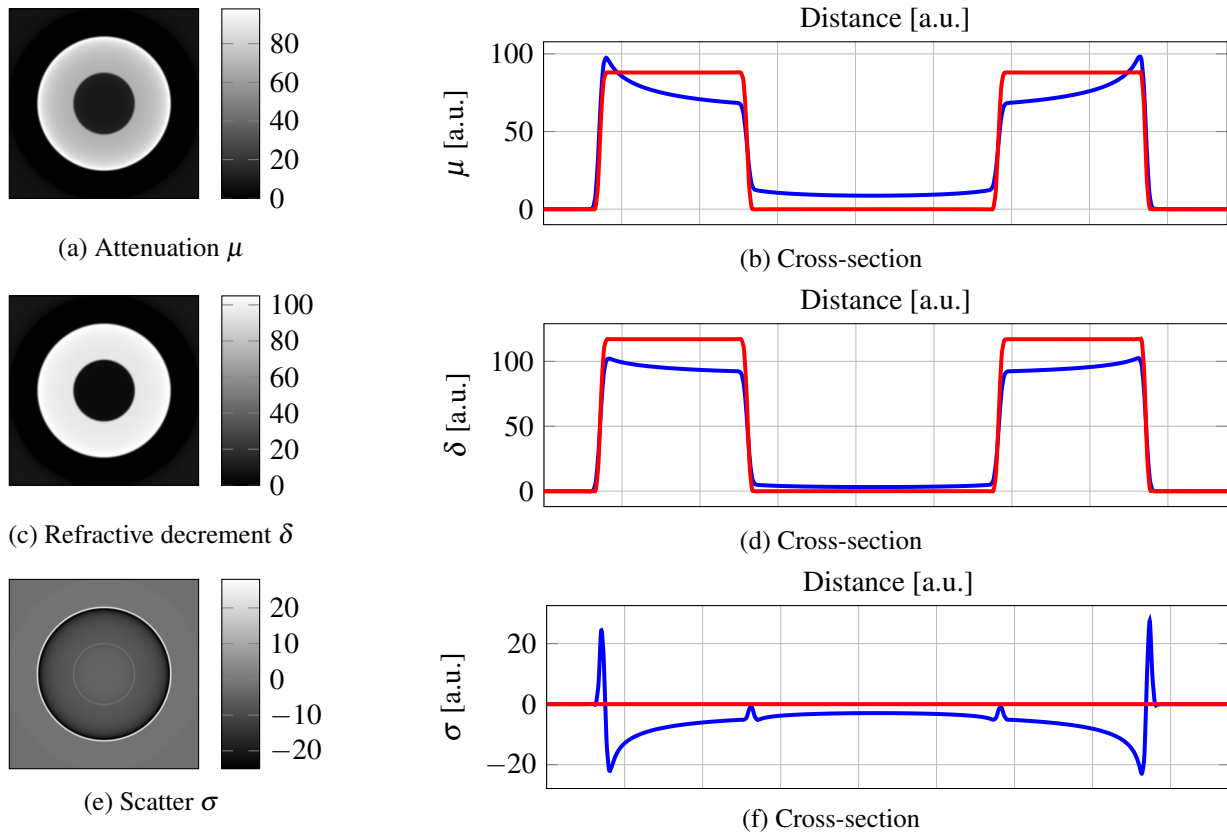 80
60
40
20
0
(a) Attenuation μ
Distance [a.u.]
100
50
0
μ [a.u.]
(b) Cross-section
100
80
60
40
20
0
(c) Refractive decrement δ
Distance [a.u.]
100
50
0
δ [a.u.]
(d) Cross-section
20
10
0
−10
−20
(e) Scatter σ
Distance [a.u.]
20
0
−20
σ [a.u.]
(f) Cross-section